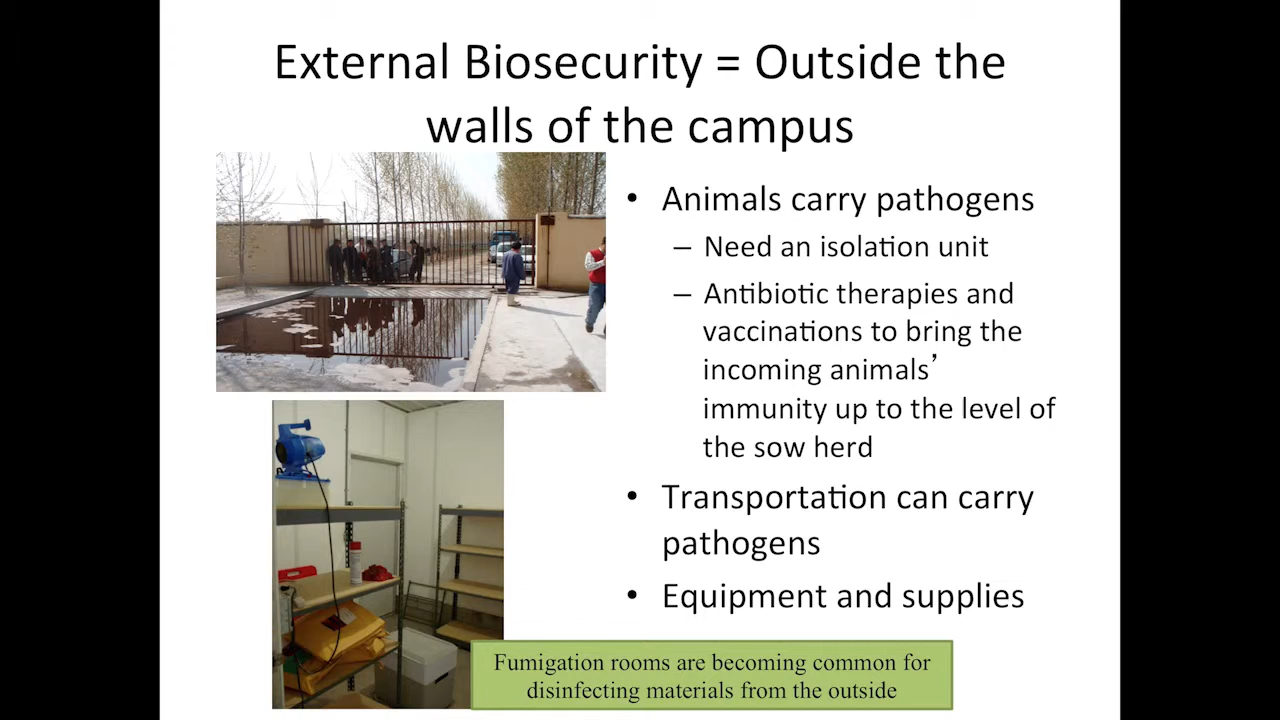 External Biosecurity = Outside the
walls of the campus
• Animals carry pathogens
– Need an isolation unit
– Antibiotic therapies and
vaccinations to bring the
incoming animals’
immunity up to the level of
the sow herd
• Transportation can carry
pathogens
• Equipment and supplies
Fumigation rooms are becoming common for
disinfecting materials from the outside